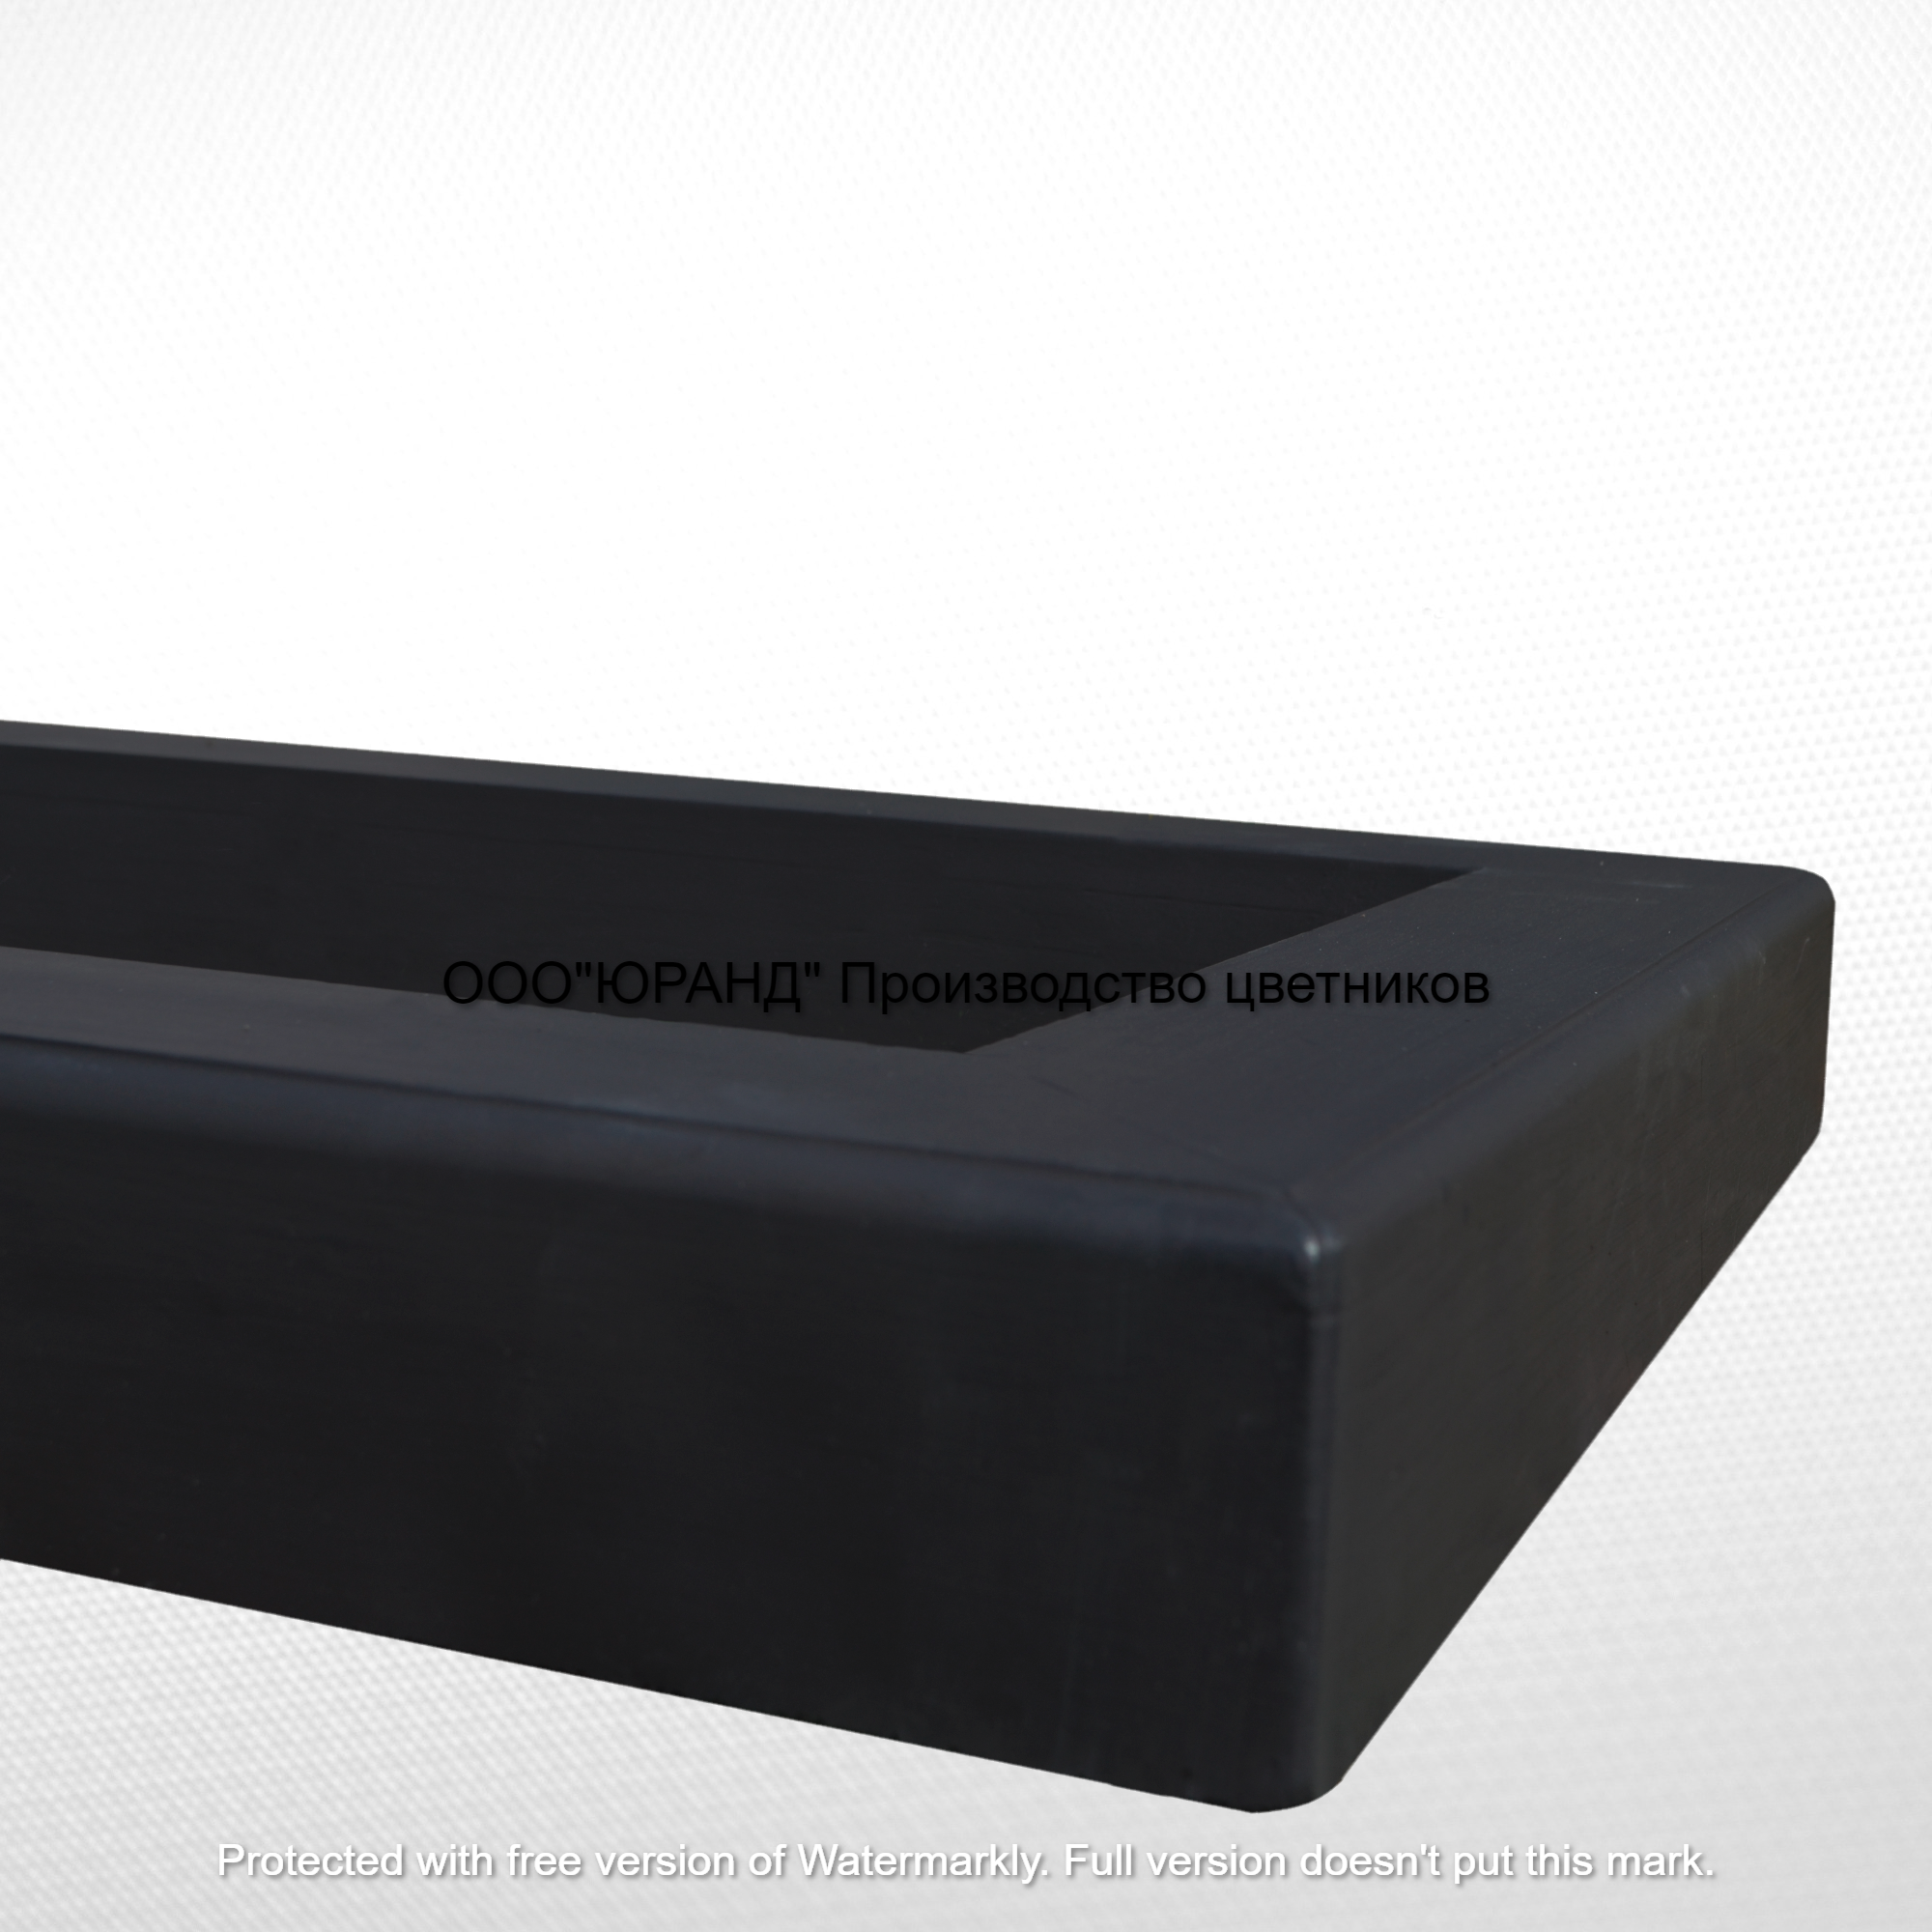 ООО"ЮРАНД" Производство цветников
Protected with free version of Watermarkly. Full version doesn't put this mark.